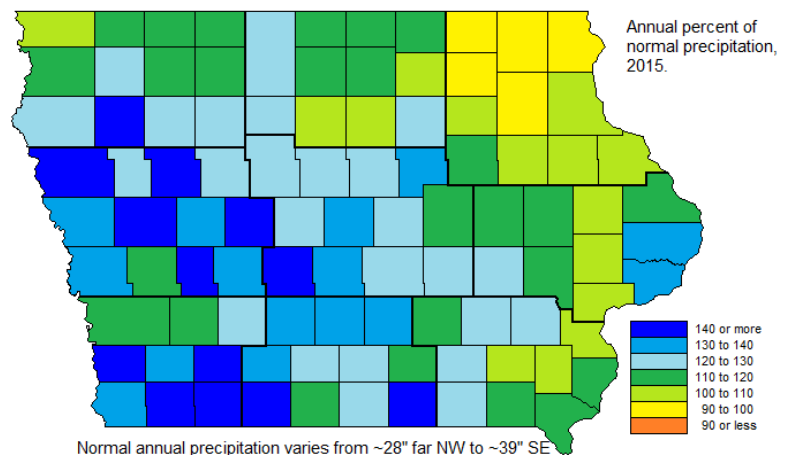 Annual percent of
normal precipitation,
2015.
140 or more
130 to 140
120 to 130
110 to 120
100 to 110
90 to 100
90 or less
Normal annual precipitation varies from ~28" far NW to ~39" SE